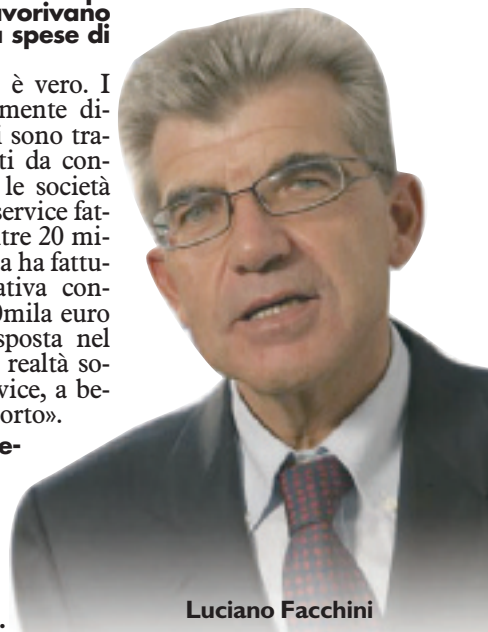 avorivano
spese di
è vero. I
mente di-
i sono tra-
ti da con-
le società
service fat-
tre 20 mi-
a ha fattu-
ativa con-
0mila euro
sposta nel
realtà so-
vice, a be-
orto».
e-
.
Luciano Facchini